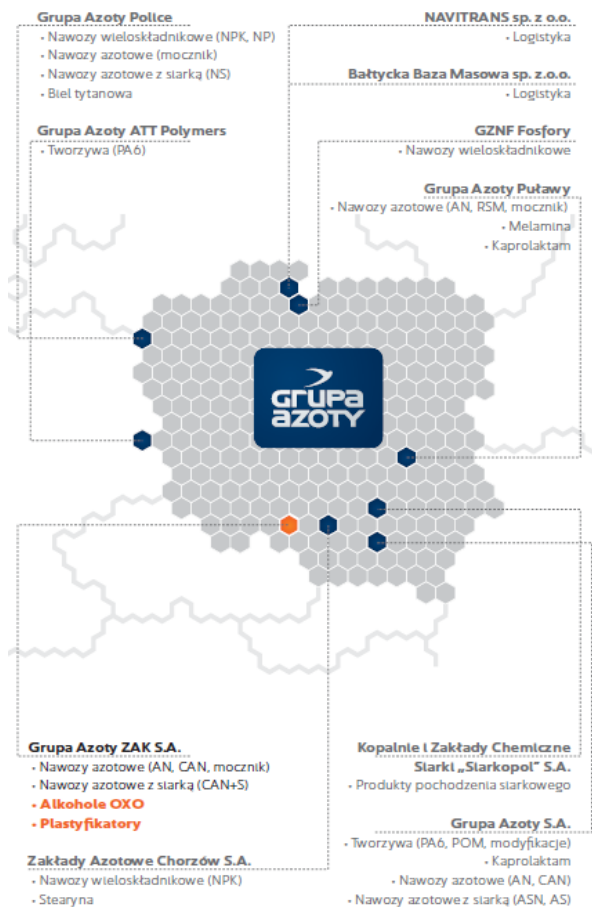 Grupa Azoty Police
• Nawozy wieloskładnikowe (NPK, NP)
• Nawozy azotowe (mocznik)
• Nawozy azotowe z siarką (NS)
• Biel tytanowa
Grupa Azoty ATT Polymers
• Tworzywa (PA6)
NAVITRANS sp. z o.o.
• Logistyka
Bałtycka Baza Masowa sp. z.o.o.
• Logistyka
GZNF Fosfory
• Nawozy wieloskładnikowe
Grupa Azoty Puławy
• Nawozy azotowe (AN, RSM, mocznik)
• Melamina
• Kaprolaktam
GRUPA
AZOTY
Grupa Azoty ZAK S.A.
• Nawozy azotowe (AN, CAN, mocznik)
• Nawozy azotowe z siarką (CAN+S)
• Alkohole OXO
• Plastyfikatory
Zakłady Azotowe Chorzów S.A.
• Nawozy wieloskładnikowe (NPK)
• Stearyna
Kopalnie i Zakłady Chemiczne
Siarki „Siarkopol" S.A.
• Produkty pochodzenia siarkowego
Grupa Azoty S.A.
• Tworzywa (PA6, POM, modyfikacje)
• Kaprolaktam
• Nawozy azotowe (AN, CAN)
• Nawozy azotowe z siarką (ASN, AS)